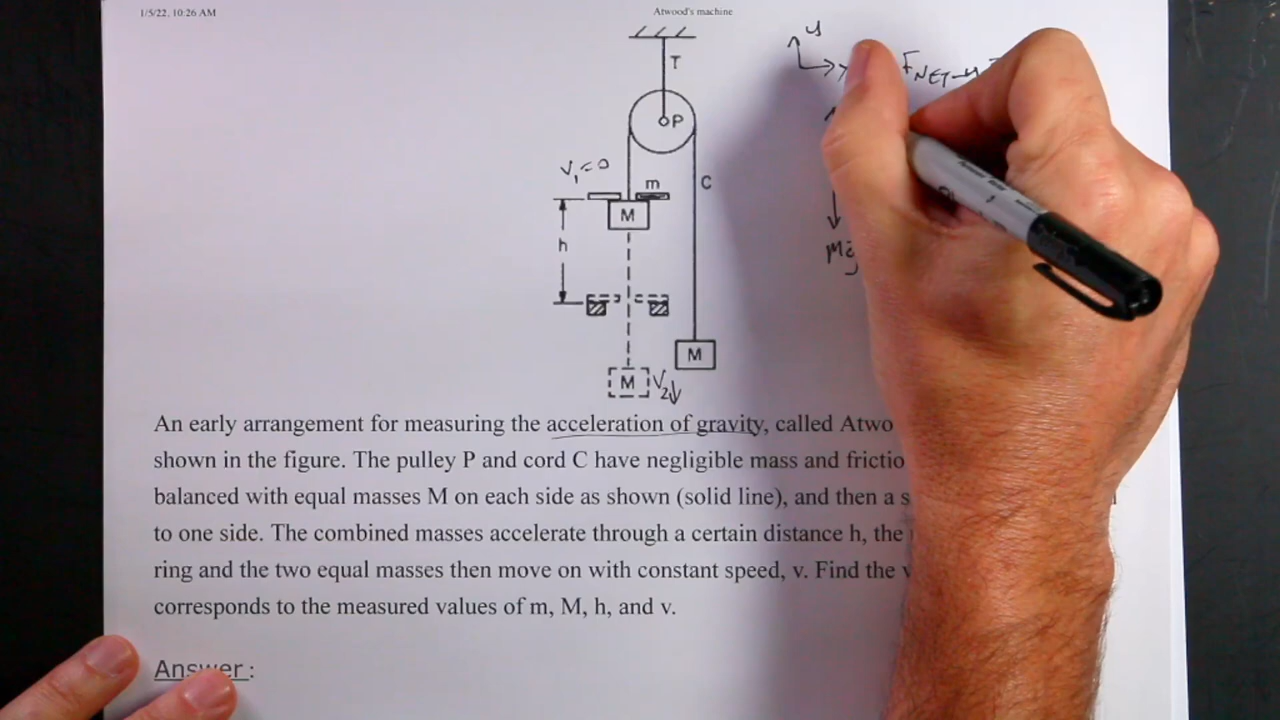 1/5/22, 10:26 AM
Atwood's machine
T
P
y
F NET-y
V₁=0
m
C
M
h
Mg
M
M
V₂↓
An early arrangement for measuring the acceleration of gravity, called
shown in the figure. The pulley P and cord C have negligible mass and
balanced with equal masses M on each side as shown (solid line), and then a
to one side. The combined masses accelerate through a certain distance h, the
ring and the two equal masses then move on with constant speed, v. Find the
corresponds to the measured values of m, M, h, and v.
Answer :